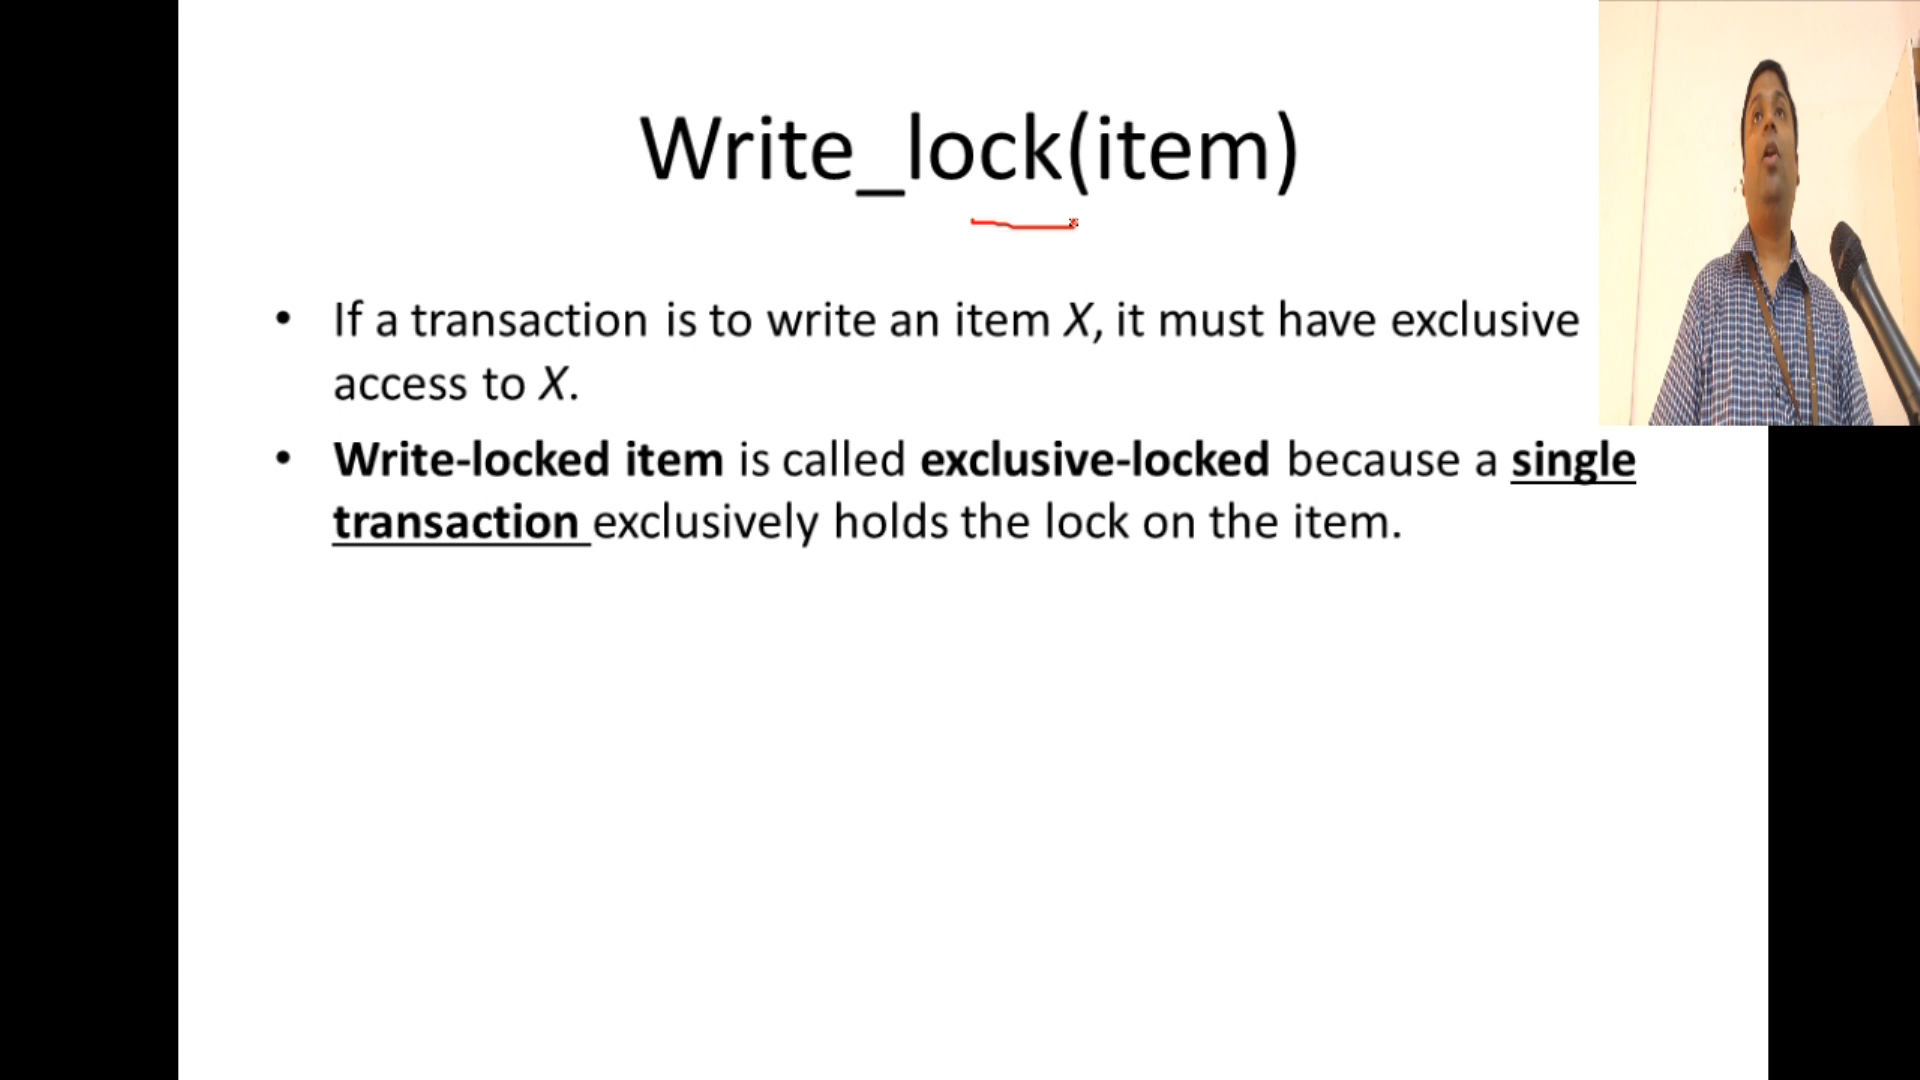 Write_lock(item)
• If a transaction is to write an item X, it must have exclusive
access to X.
• Write-locked item is called exclusive-locked because a single
transaction exclusively holds the lock on the item.